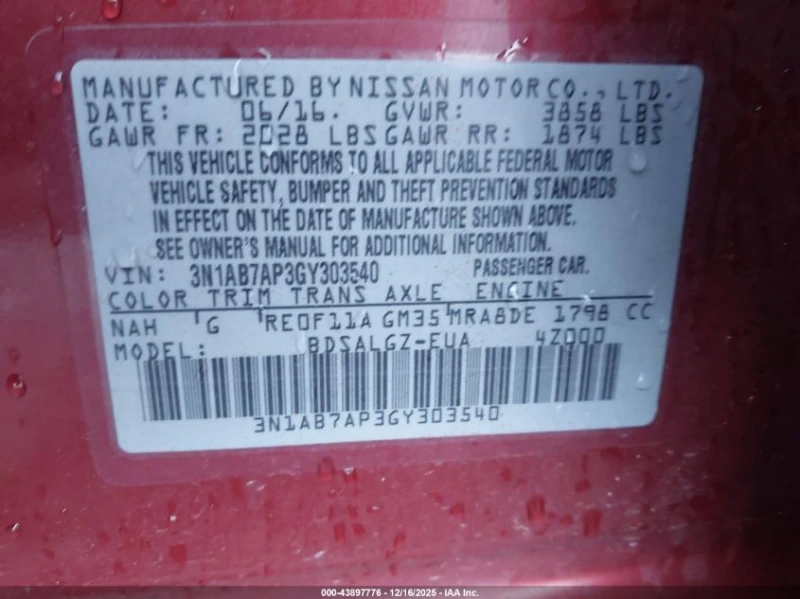 MANUFACTURED BY NISSAN MOTOR CO., LTD.
DATE: 06/16. GVWR: 3858 LBS
GAWR FR: 2028 LBS GAWR RR: 1874 LBS
THIS VEHICLE CONFORMS TO ALL APPLICABLE FEDERAL MOTOR
VEHICLE SAFETY, BUMPER AND THEFT PREVENTION STANDARDS
IN EFFECT ON THE DATE OF MANUFACTURE SHOWN ABOVE.
SEE OWNER'S MANUAL FOR ADDITIONAL INFORMATION.
VIN: 3N1AB7AP3GY303540 PASSENGER CAR.
COLOR TRIM TRANS AXLE ENGINE
NAH G RE0F11A GM35 MRA8DE 1798 CC
MODEL: BDSALGZ-EUA 4Z000
3N1AB7AP3GY303540
000-43897776 - 12/16/2025 - IAA Inc.